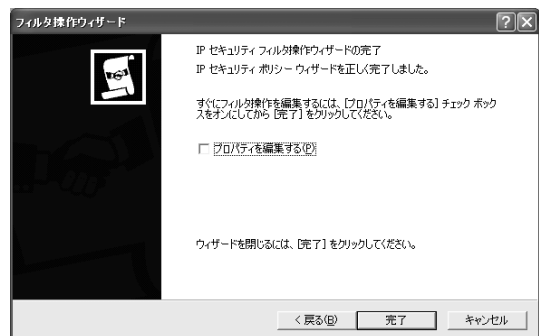 フィルタ操作ウィザード
IP セキュリティ フィルタ操作ウィザードの完了
IP セキュリティ ポリシー ウィザードを正しく完了しました。
すぐにフィルタ操作を編集するには、[プロパティを編集する] チェック ボック
スをオンにしてから [完了] をクリックしてください。
プロパティを編集する(P)
ウィザードを閉じるには、[完了] をクリックしてください。
< 戻る(B)
完了
キャンセル